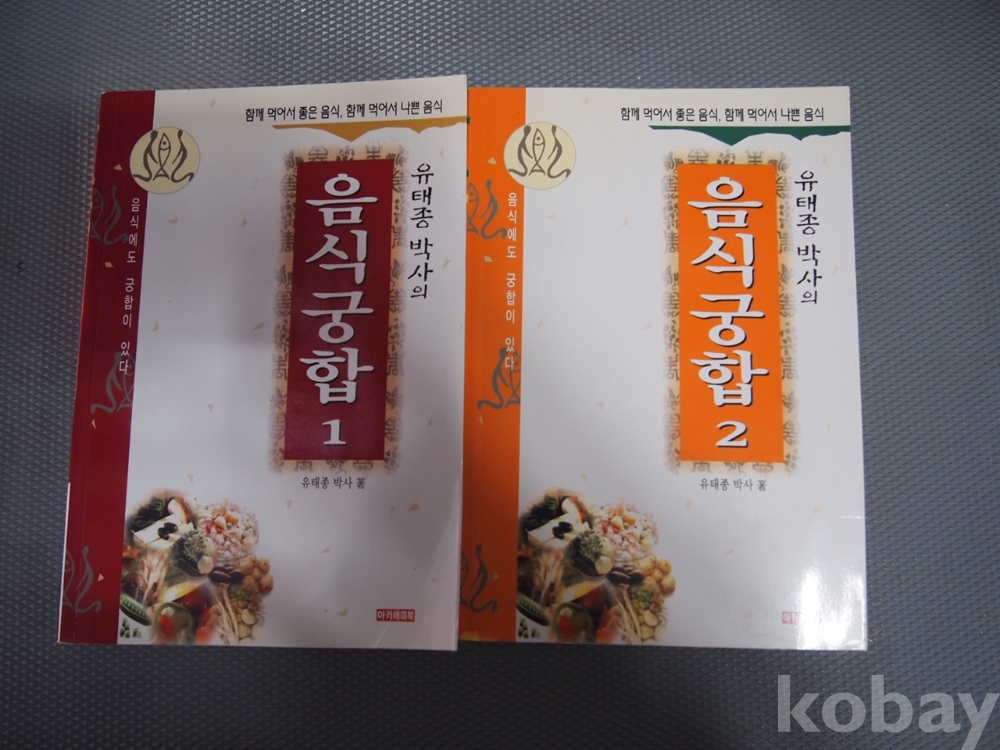 함께 먹어서 좋은 음식, 함께 먹어서 나쁜 음식
유태종 박사의
음식궁합
1
음식에도 궁합이 있다
유태종 박사 著
아카데미북
함께 먹어서 좋은 음식, 함께 먹어서 나쁜 음식
유태종 박사의
음식궁합
2
음식에도 궁합이 있다
유태종 박사 著
kobay